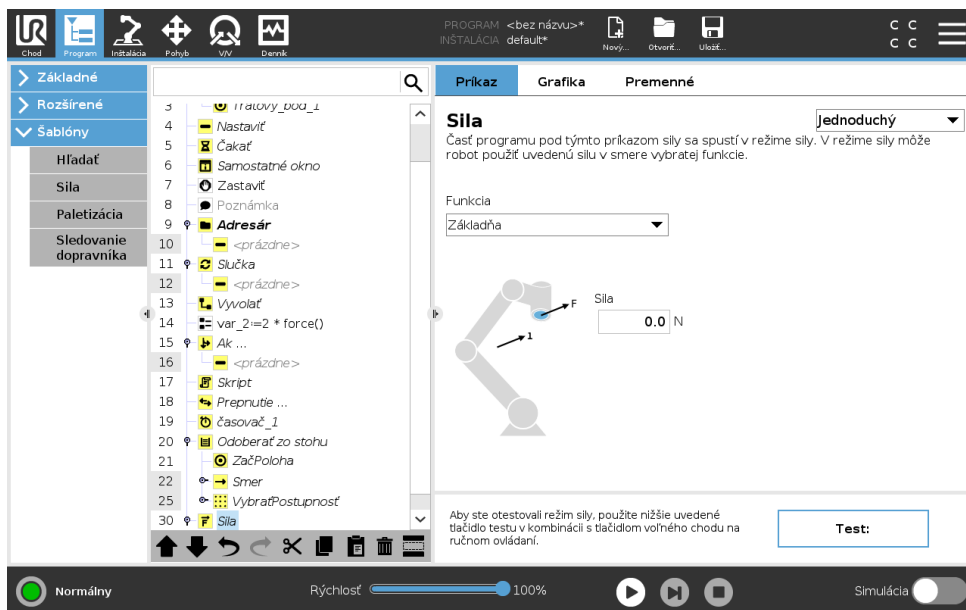 PROGRAM <bez názvu>*
INŠTALÁCIA default*
Chod Program Inštalácia Pohyb V/V Denník Nový... Otvoriť... Uložiť...
C C
C C
Základné
Rozšírené
Šablóny
Hľadať
Sila
Paletizácia
Sledovanie
dopravníka
3 Traťový_bod_1
4 Nastaviť
5 Čakať
6 Samostatné okno
7 Zastaviť
8 Poznámka
9 Adresár
10 <prázdne>
11 Slučka
12 <prázdne>
13 Vyvolať
14 var_2:=2 * force()
15 Ak ...
16 <prázdne>
17 Skript
18 Prepnutie ...
19 časovač_1
20 Odoberať zo stohu
21 ZačPoloha
22 Smer
25 VybraťPostupnosť
30 Sila
Príkaz Grafika Premenné
Sila
Jednoduchý
Časť programu pod týmto príkazom sily sa spustí v režime sily. V režime sily môže
robot použiť uvedenú silu v smere vybratej funkcie.
Funkcia
Základňa
F
1
Sila
0.0 N
Aby ste otestovali režim sily, použite nižšie uvedené
tlačidlo testu v kombinácii s tlačidlom voľného chodu na
ručnom ovládaní.
Test:
Normálny
Rýchlosť 100%
Simulácia